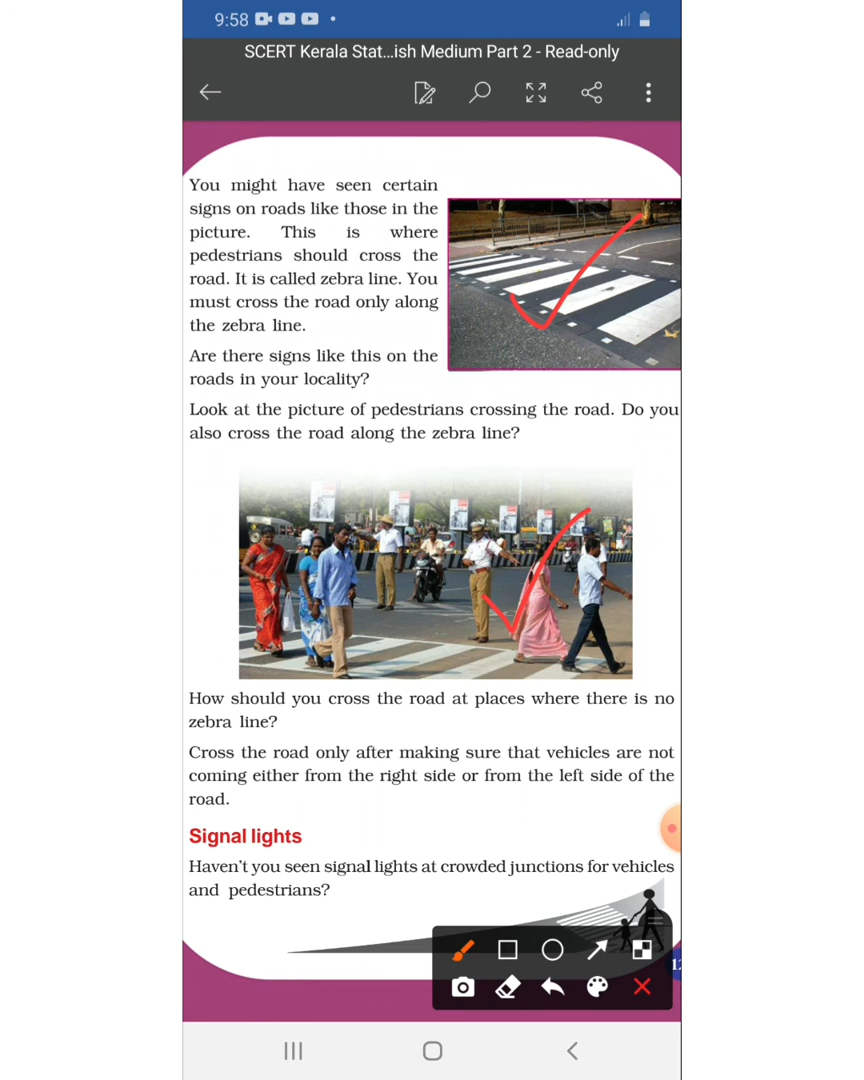 9:58
SCERT Kerala Stat...ish Medium Part 2 - Read-only
You might have seen certain
signs on roads like those in the
picture. This is where
pedestrians should cross the
road. It is called zebra line. You
must cross the road only along
the zebra line.
Are there signs like this on the
roads in your locality?
Look at the picture of pedestrians crossing the road. Do you
also cross the road along the zebra line?
How should you cross the road at places where there is no
zebra line?
Cross the road only after making sure that vehicles are not
coming either from the right side or from the left side of the
road.
Signal lights
Haven't you seen signal lights at crowded junctions for vehicles
and pedestrians?